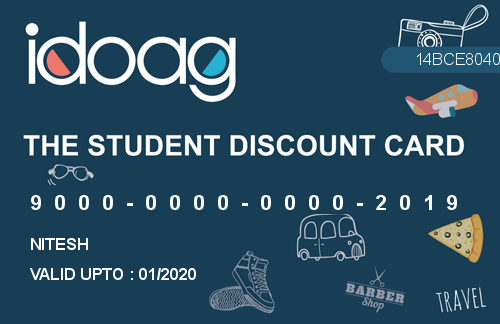 idoag
14BCE8040
THE STUDENT DISCOUNT CARD
9000-0000-0000-2019
NITESH
VALID UPTO : 01/2020
BARBER
Shop
TRAVEL